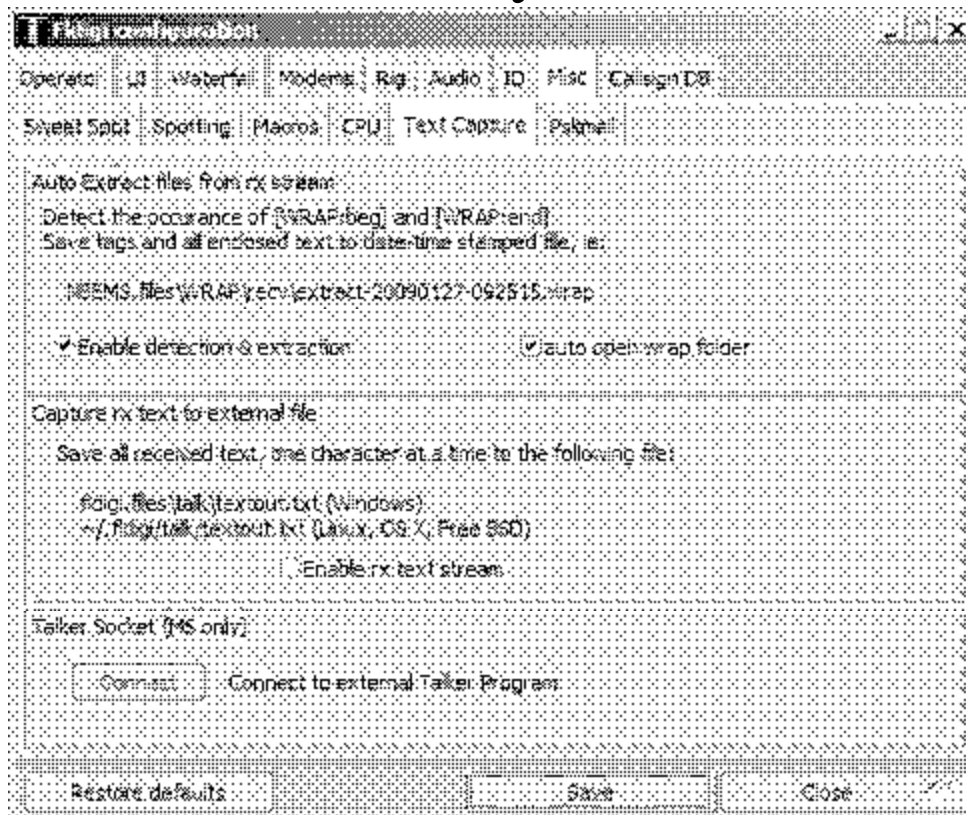 Fldigi configuration
Operator UI Waterfall Modems Rig Audio ID Misc Callsign DB
Sweet Spot Spotting Macros CPU Text Capture Pskmail
Auto Extract files from rx stream
Detect the occurance of [WRAP:beg] and [WRAP:end]
Save tags and all enclosed text to date-time stamped file, ie:
NBEMS.files\WRAP\recv\extract-20090127-092515.wrap
Enable detection & extraction auto open wrap folder
Capture rx text to external file
Save all received text, one character at a time to the following file:
fldigi.files\talk\textout.txt (Windows)
~/.fldigi/talk/textout.txt (Linux, OS X, Free BSD)
Enable rx text stream
Talker Socket (MS only)
Connect Connect to external Talker Program
Restore defaults Save Close